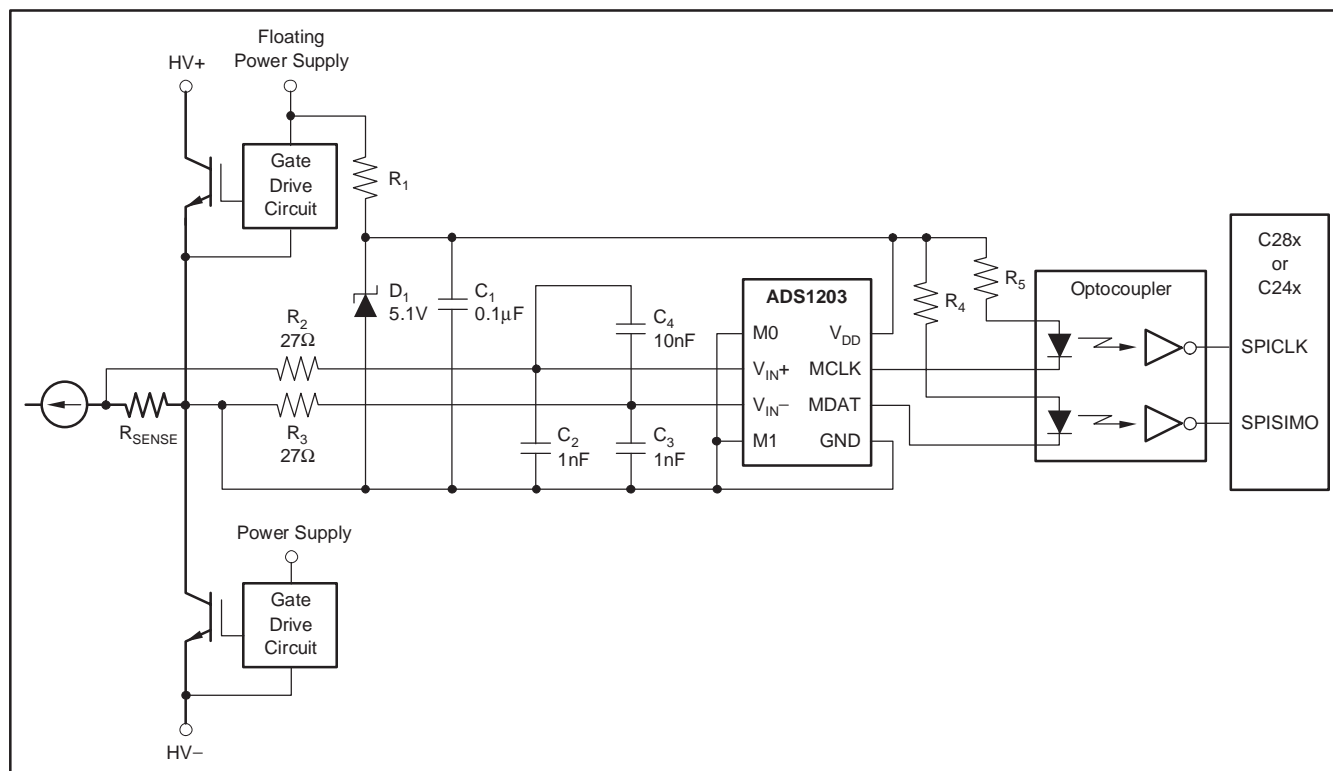 Floating
Power Supply
HV+
Gate
Drive
Circuit
R1
D1
5.1V
C1
0.1μF
R2
27Ω
C4
10nF
ADS1203
M0
VDD
VIN+
MCLK
VIN−
MDAT
M1
GND
R4
R5
Optocoupler
C28x
or
C24x
SPICLK
SPISIMO
RSENSE
R3
27Ω
C2
1nF
C3
1nF
Power Supply
Gate
Drive
Circuit
HV−